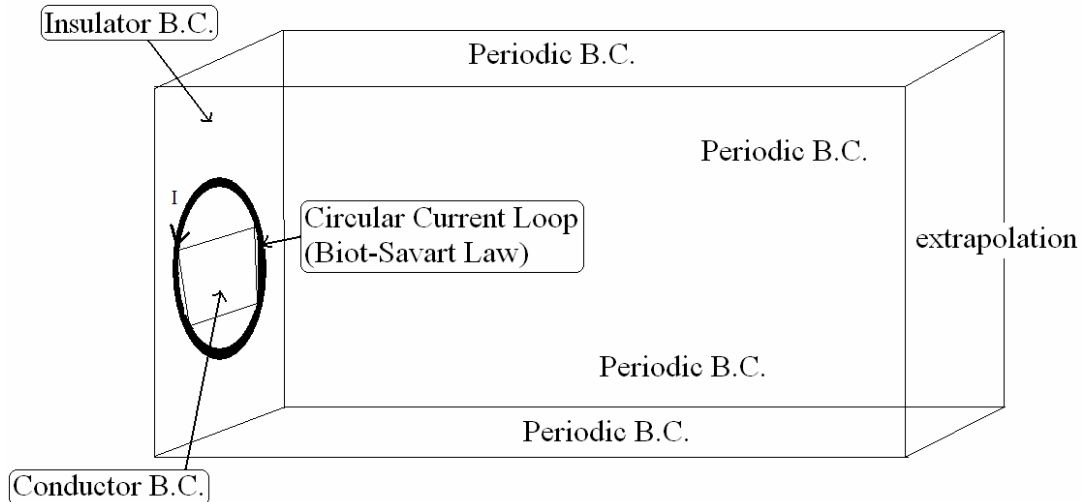 Insulator B.C.
Periodic B.C.
Periodic B.C.
I
Circular Current Loop
(Biot-Savart Law)
extrapolation
Periodic B.C.
Periodic B.C.
Conductor B.C.